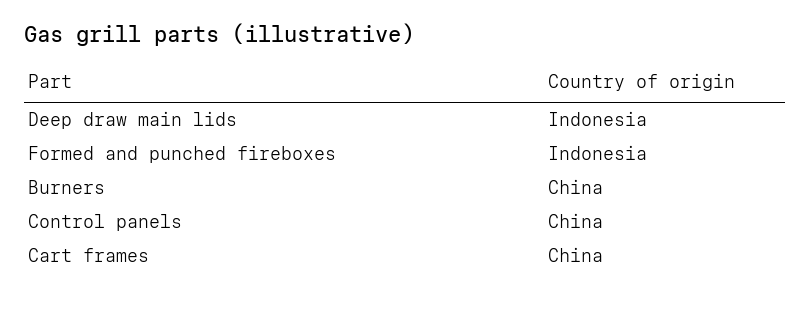 Gas grill parts (illustrative)
Part Country of origin
Deep draw main lids Indonesia
Formed and punched fireboxes Indonesia
Burners China
Control panels China
Cart frames China